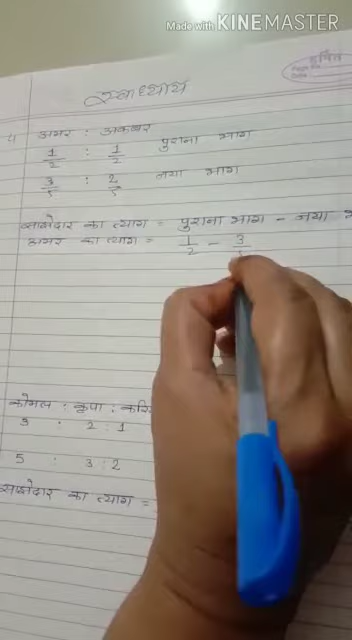 Made with KINEMASTER
स्वाध्याय
अमर : अकबर
1/2 : 1/2 पुराना भाग
3/5 : 2/5 नया भाग
साझेदार का त्याग = पुराना भाग - नया
अमर का त्याग = 1/2 - 3/
कोमल : कृपा :
3 : 2 : 1
5 : 3 : 2
साझेदार का त्याग =